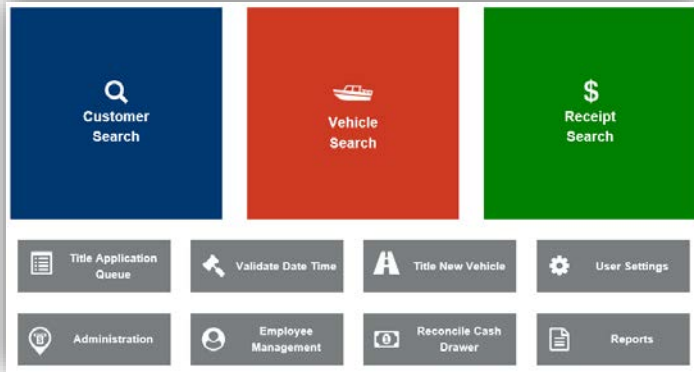 Customer
Search
Vehicle
Search
$
Receipt
Search
Title Application
Queue
Validate Date Time
Title New Vehicle
User Settings
Administration
Employee
Management
Reconcile Cash
Drawer
Reports